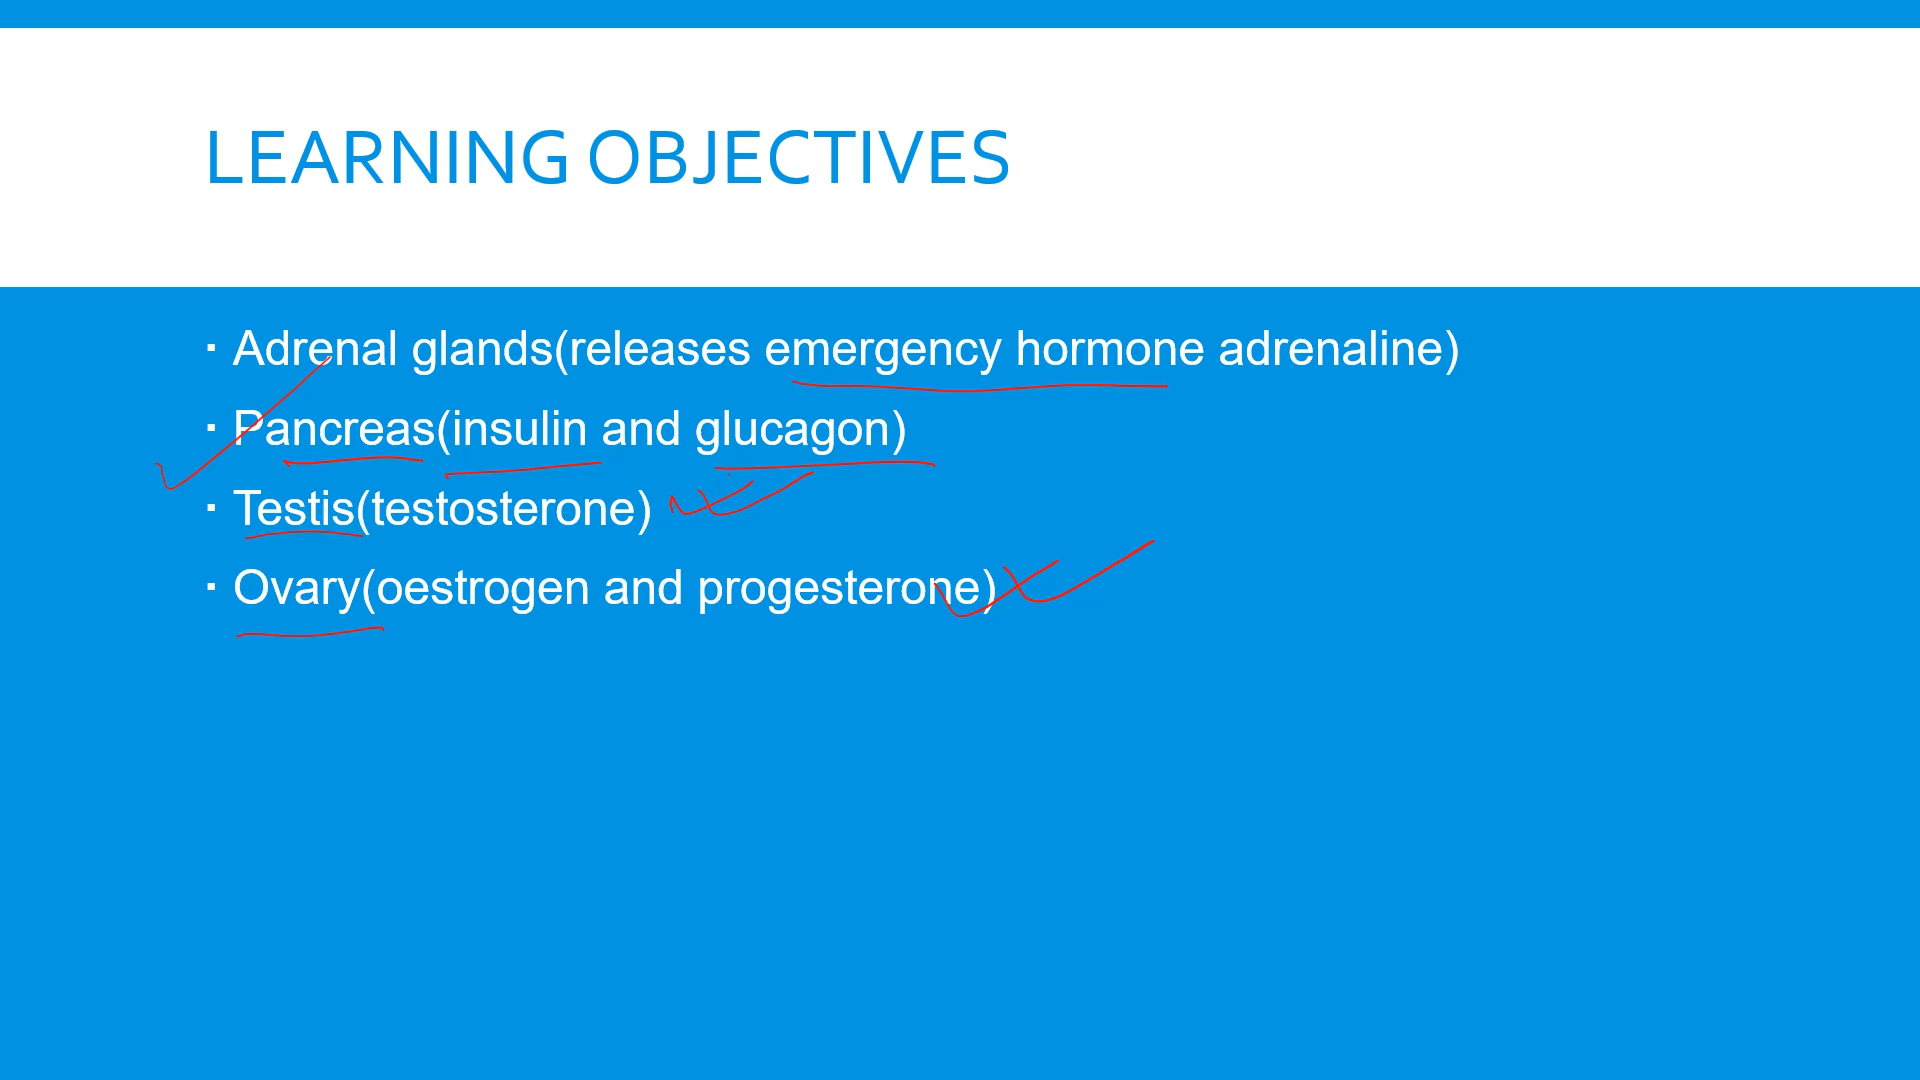 LEARNING OBJECTIVES
▪ Adrenal glands(releases emergency hormone adrenaline)
▪ Pancreas(insulin and glucagon)
▪ Testis(testosterone)
▪ Ovary(oestrogen and progesterone)